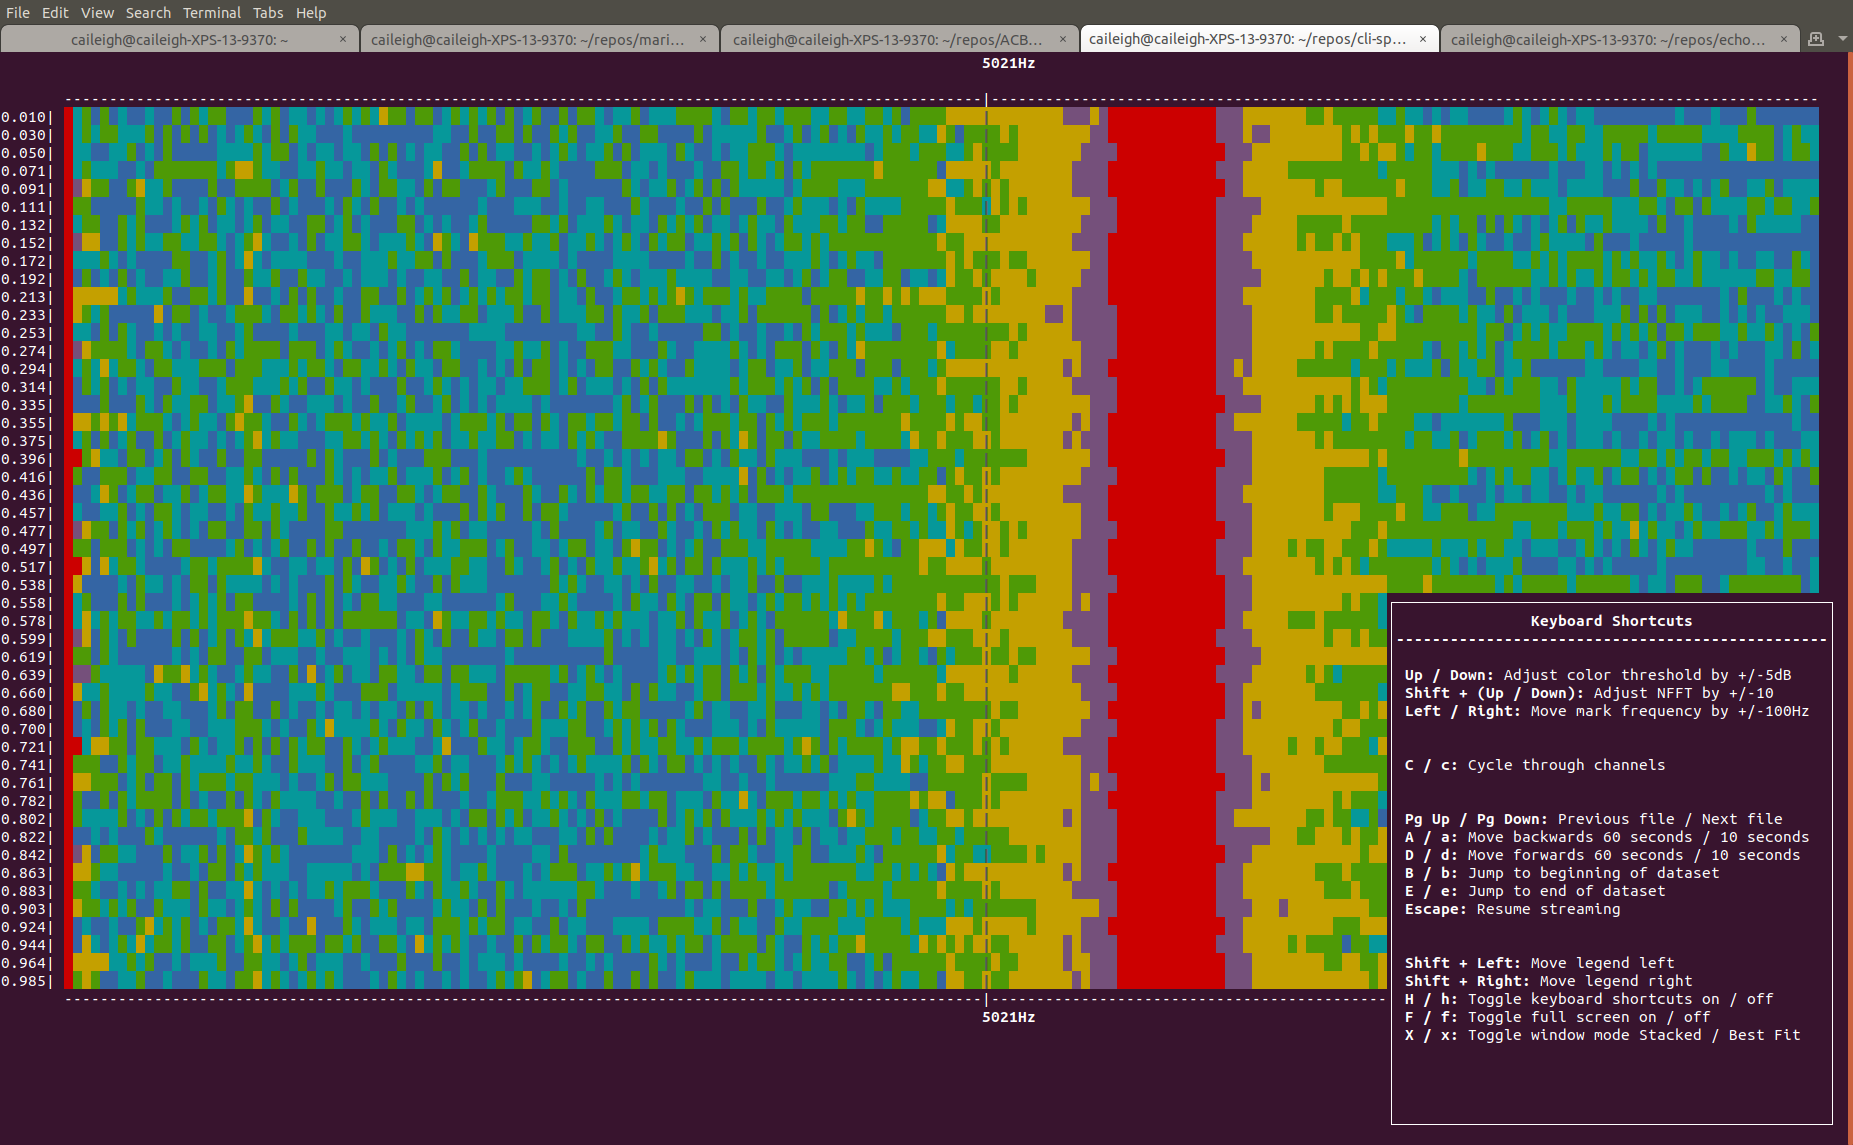 File Edit View Search Terminal Tabs Help
caileigh@caileigh-XPS-13-9370: ~ ×
caileigh@caileigh-XPS-13-9370: ~/repos/mari... ×
caileigh@caileigh-XPS-13-9370: ~/repos/ACB... ×
caileigh@caileigh-XPS-13-9370: ~/repos/cli-sp... ×
caileigh@caileigh-XPS-13-9370: ~/repos/echo... ×
5021Hz
0.010|
0.030|
0.050|
0.071|
0.091|
0.111|
0.132|
0.152|
0.172|
0.192|
0.213|
0.233|
0.253|
0.274|
0.294|
0.314|
0.335|
0.355|
0.375|
0.396|
0.416|
0.436|
0.457|
0.477|
0.497|
0.517|
0.538|
0.558|
0.578|
0.599|
0.619|
0.639|
0.660|
0.680|
0.700|
0.721|
0.741|
0.761|
0.782|
0.802|
0.822|
0.842|
0.863|
0.883|
0.903|
0.924|
0.944|
0.964|
0.985|
5021Hz
Keyboard Shortcuts
Up / Down: Adjust color threshold by +/-5dB
Shift + (Up / Down): Adjust NFFT by +/-10
Left / Right: Move mark frequency by +/-100Hz
C / c: Cycle through channels
Pg Up / Pg Down: Previous file / Next file
A / a: Move backwards 60 seconds / 10 seconds
D / d: Move forwards 60 seconds / 10 seconds
B / b: Jump to beginning of dataset
E / e: Jump to end of dataset
Escape: Resume streaming
Shift + Left: Move legend left
Shift + Right: Move legend right
H / h: Toggle keyboard shortcuts on / off
F / f: Toggle full screen on / off
X / x: Toggle window mode Stacked / Best Fit